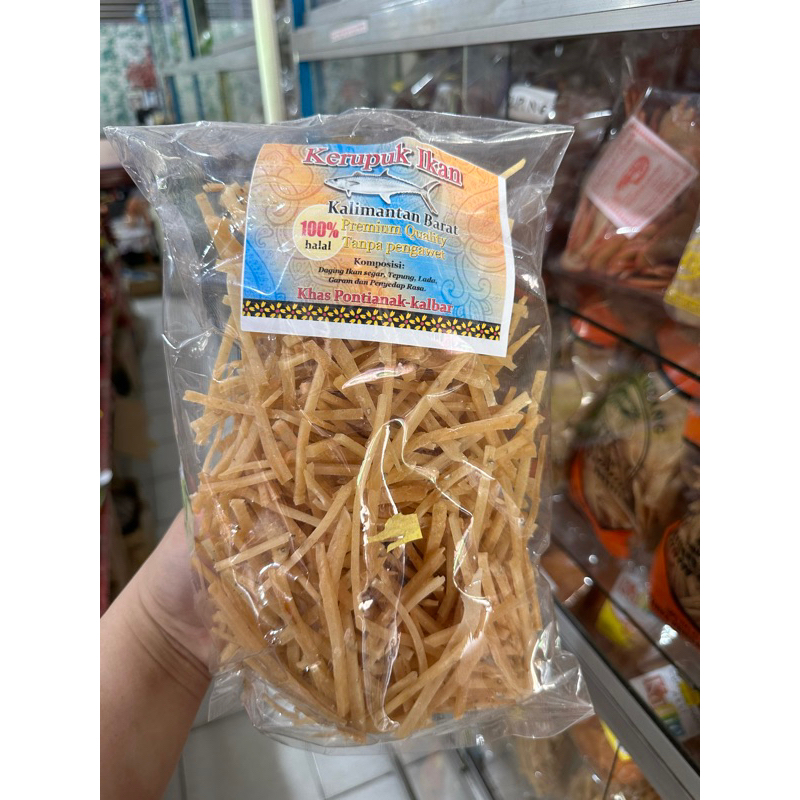 Kerupuk Ikan
Kalimantan Barat
100%
halal
Premium Quality
Tanpa pengawet
Komposisi:
Daging Ikan segar, Tepung, Lada,
Garam dan Penyedap Rasa.
Khas Pontianak-kalbar